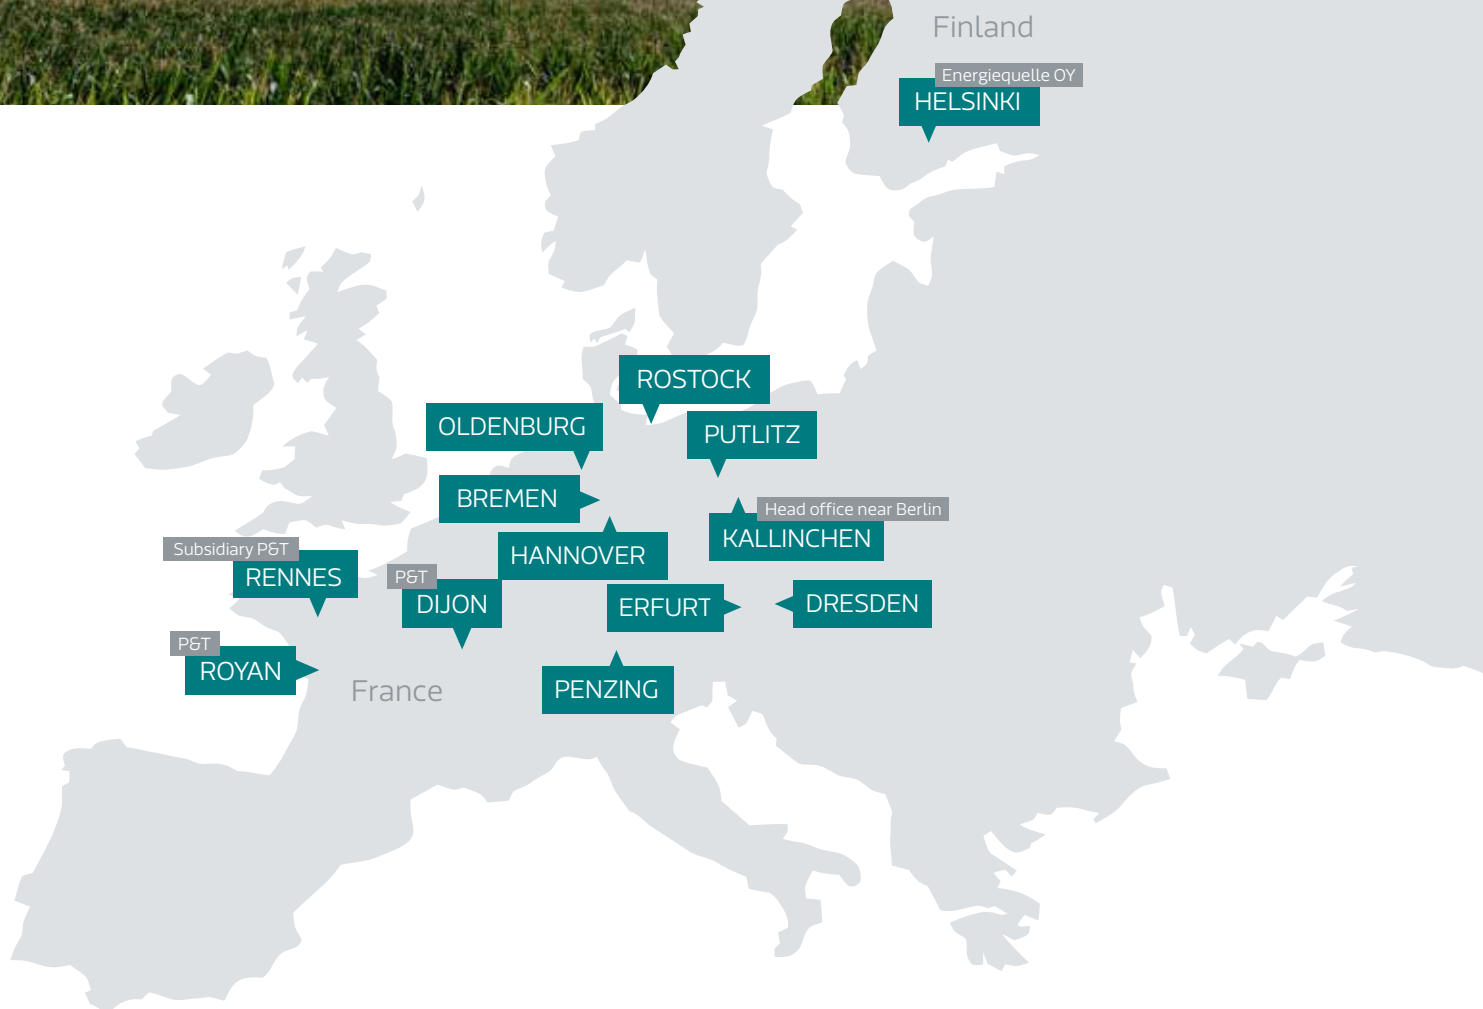 Finland
Energiequelle OY
HELSINKI
ROSTOCK
OLDENBURG
PUTLITZ
BREMEN
Head office near Berlin
KALLINCHEN
HANNOVER
Subsidiary P&T
RENNES
P&T
DIJON
ERFURT
DRESDEN
P&T
ROYAN
France
PENZING